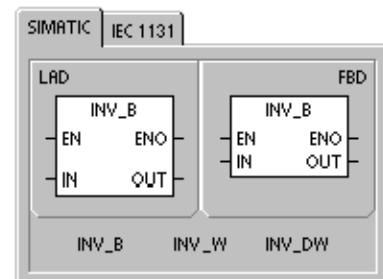 SIMATIC IEC 1131
LAD FBD
INV_B INV_B
EN ENO EN ENO
IN OUT IN OUT
INV_B INV_W INV_DW